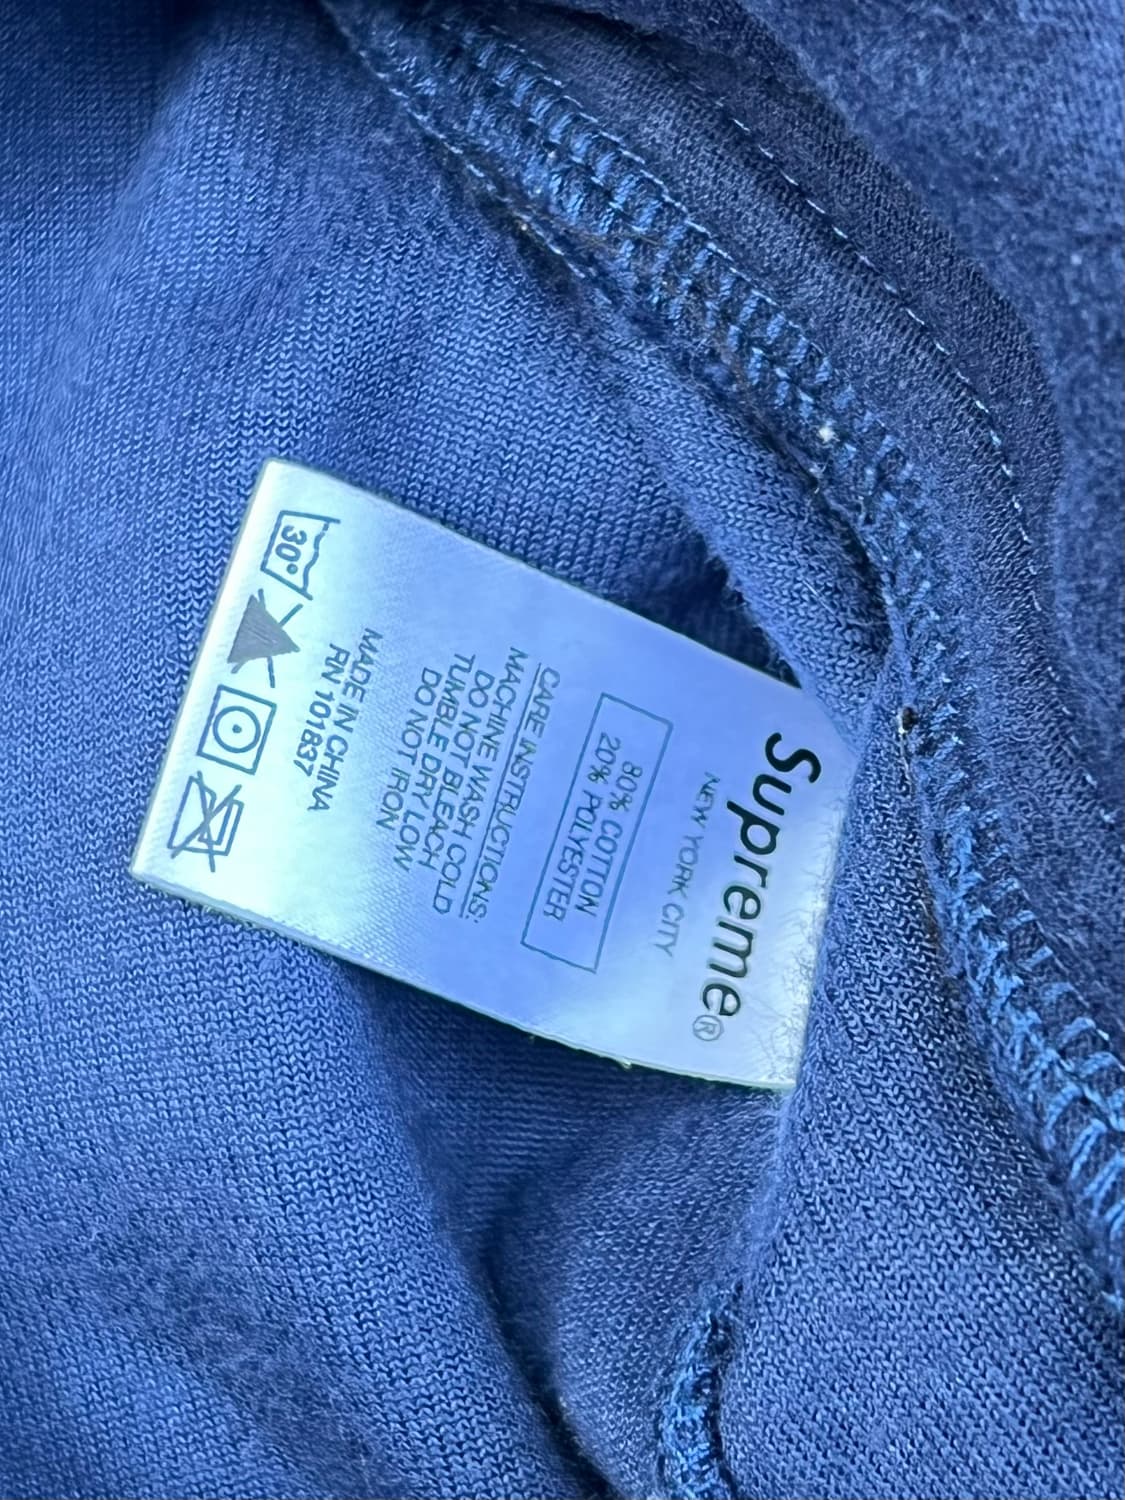 Supreme®
NEW YORK CITY
80% COTTON
20% POLYESTER
CARE INSTRUCTIONS:
MACHINE WASH COLD
DO NOT BLEACH
TUMBLE DRY LOW
DO NOT IRON
MADE IN CHINA
RN 101837
30°